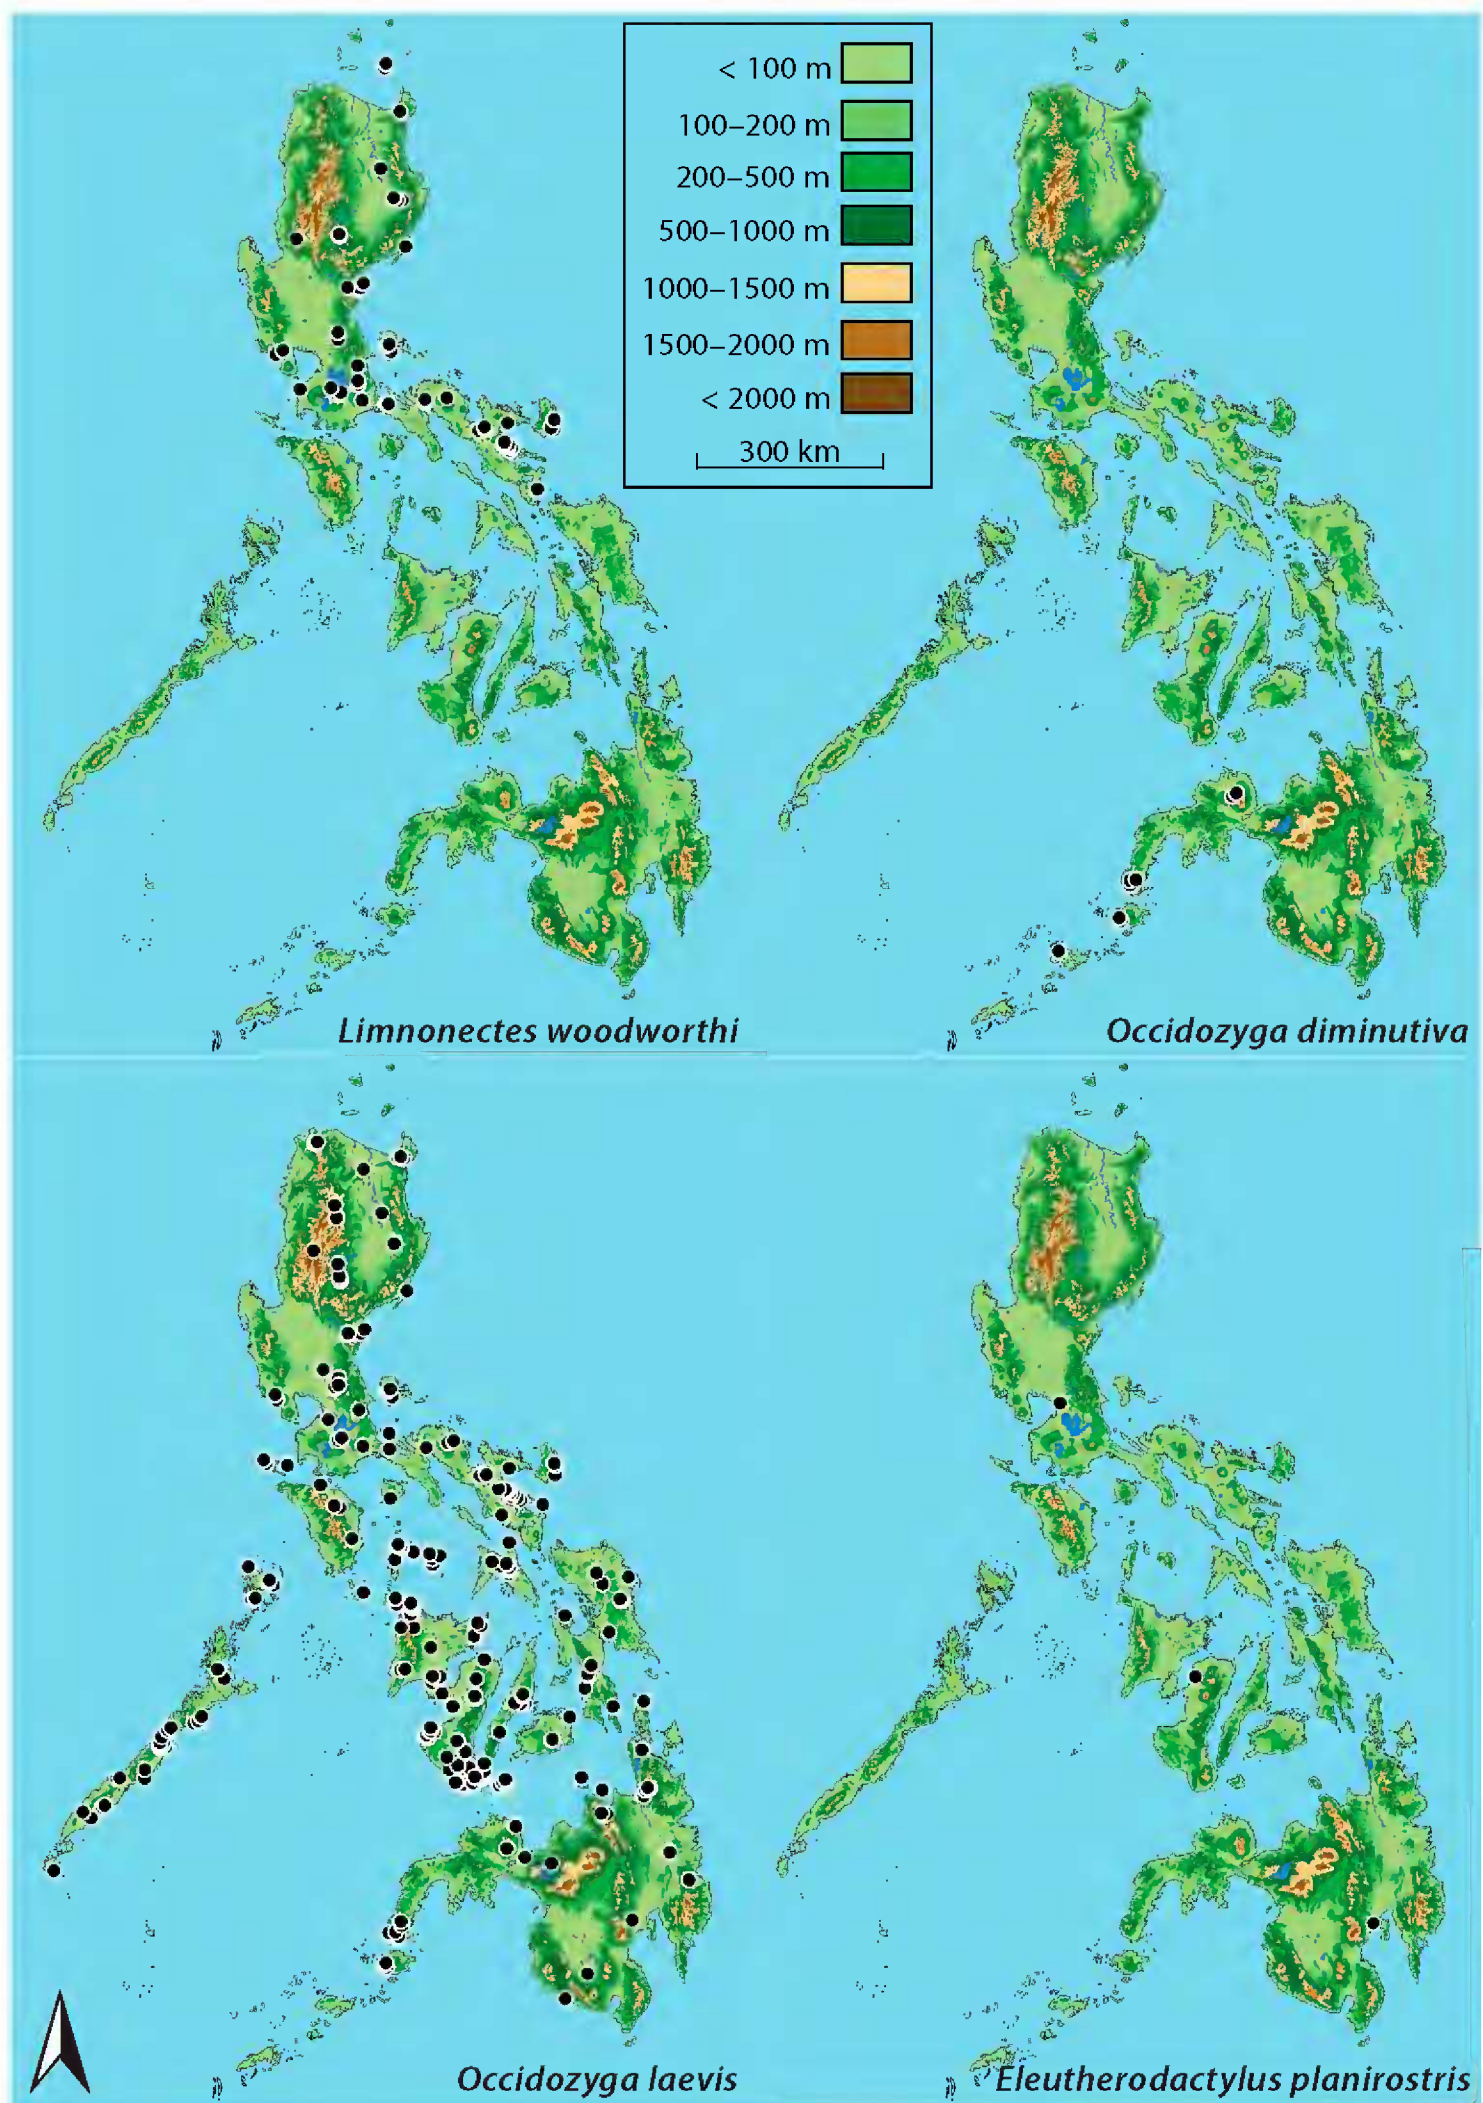 < 100 m
100–200 m
200–500 m
500–1000 m
1000–1500 m
1500–2000 m
< 2000 m
300 km
Limnonectes woodworthi
Occidozyga diminutiva
Occidozyga laevis
Eleutherodactylus planirostris